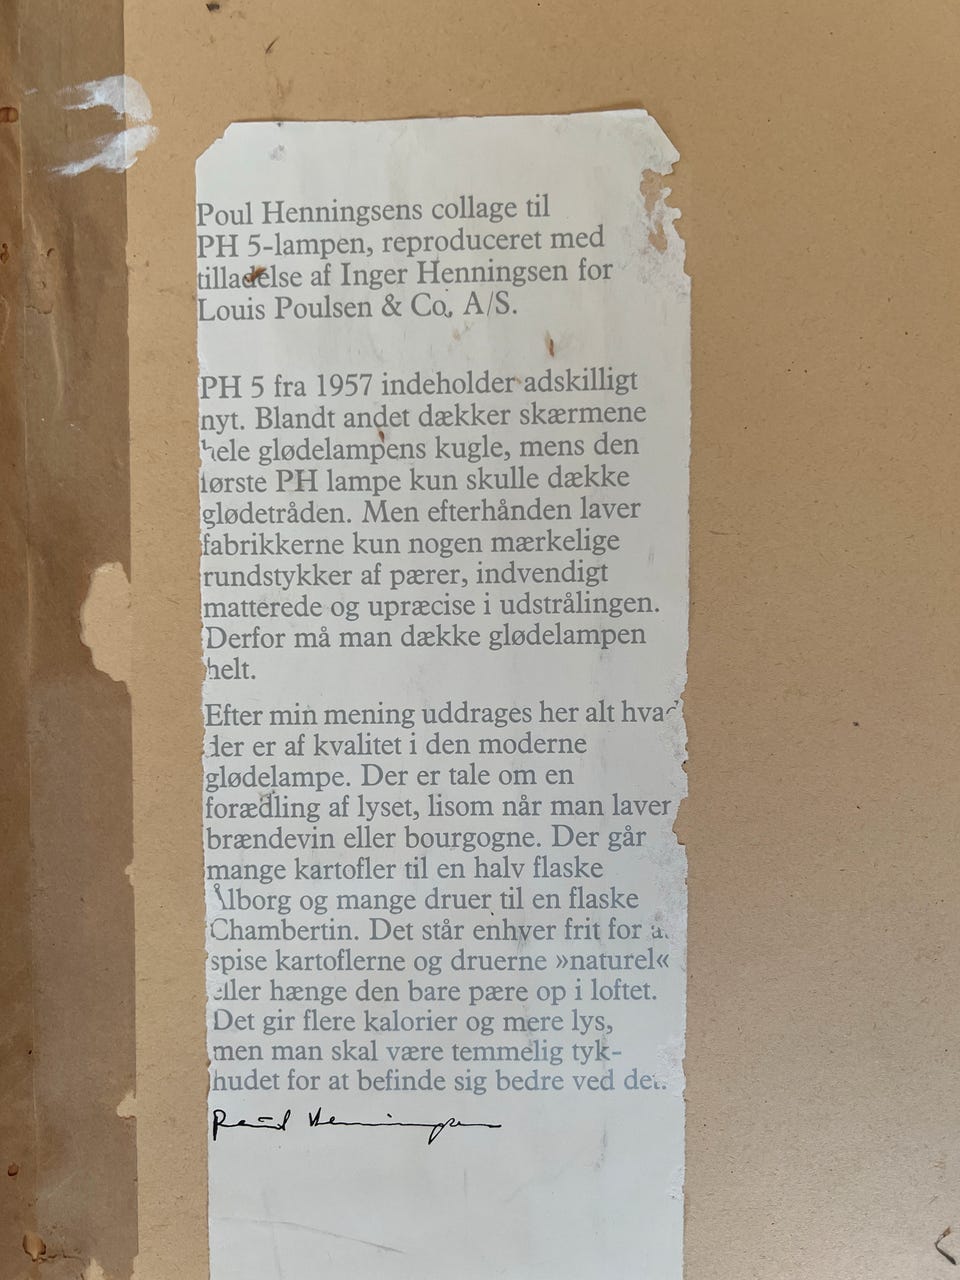 Poul Henningsens collage til
PH 5-lampen, reproduceret med
tilladelse af Inger Henningsen for
Louis Poulsen & Co. A/S.
PH 5 fra 1957 indeholder adskilligt
nyt. Blandt andet dækker skærmene
hele glødelampens kugle, mens den
første PH lampe kun skulle dække
glødetråden. Men efterhånden laver
fabrikkerne kun nogen mærkelige
rundstykker af pærer, indvendigt
matterede og upræcise i udstrålingen.
Derfor må man dække glødelampen
helt.
Efter min mening uddrages her alt hvad
der er af kvalitet i den moderne
glødelampe. Der er tale om en
forædling af lyset, lisom når man laver
brændevin eller bourgogne. Der går
mange kartofler til en halv flaske
Ålborg og mange druer til en flaske
Chambertin. Det står enhver frit for at
spise kartoflerne og druerne »naturel«
eller hænge den bare pære op i loftet.
Det gir flere kalorier og mere lys,
men man skal være temmelig tyk-
hudet for at befinde sig bedre ved det.
Poul Henningsen